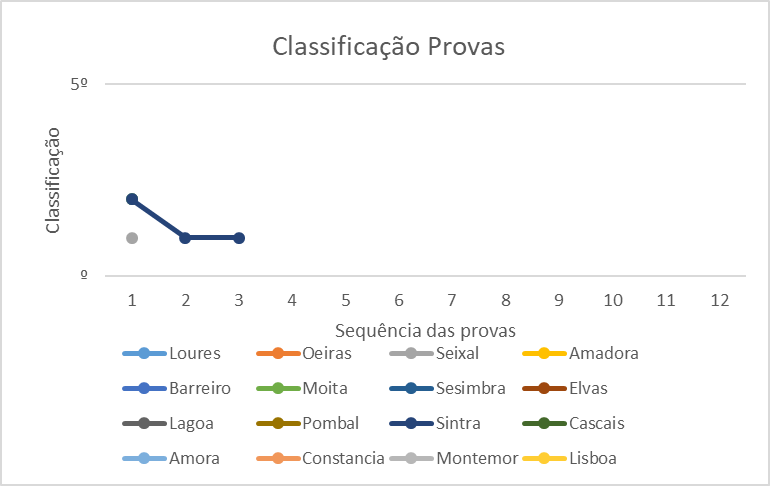 Classificação Provas
5º
Classificação
º
1 2 3 4 5 6 7 8 9 10 11 12
Sequência das provas
Loures Oeiras Seixal Amadora
Barreiro Moita Sesimbra Elvas
Lagoa Pombal Sintra Cascais
Amora Constancia Montemor Lisboa